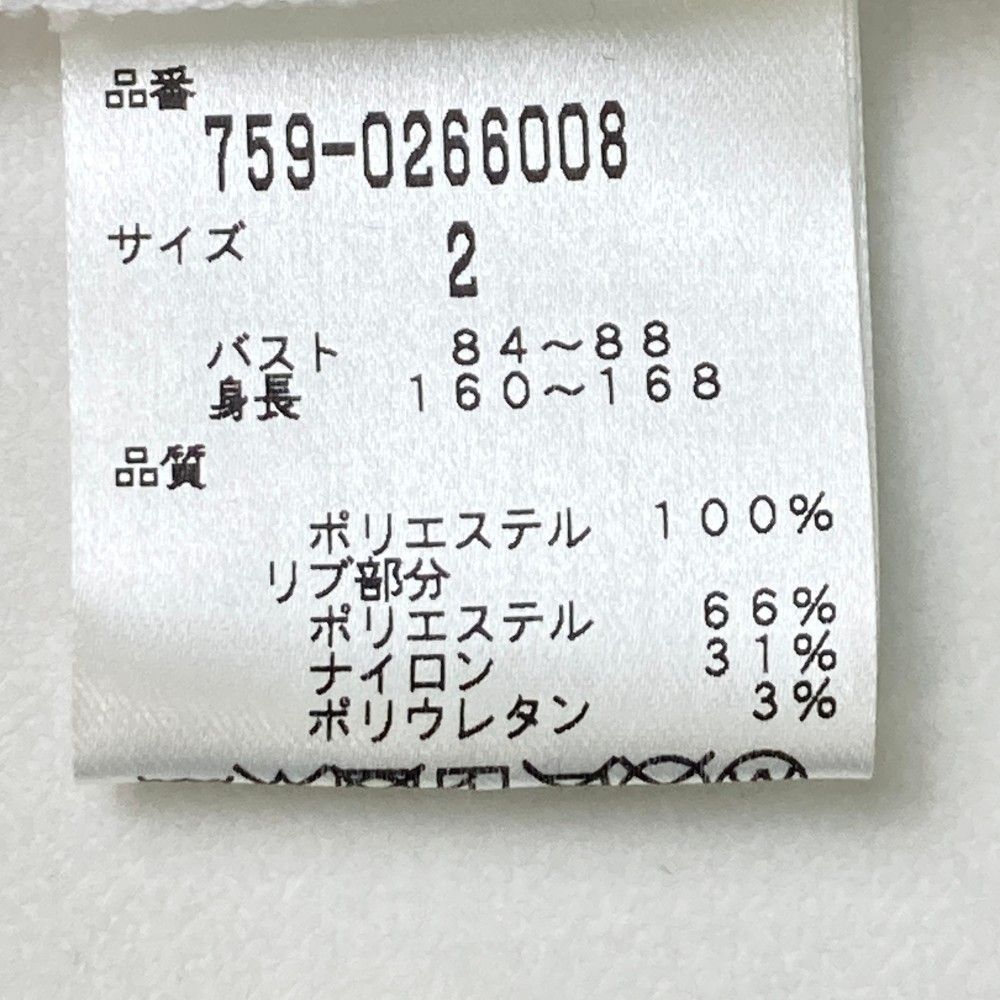 品番
759-0266008
サイズ 2
バスト 84〜88
身長 160〜168
品質
ポリエステル 100%
リブ部分
ポリエステル 66%
ナイロン 31%
ポリウレタン 3%